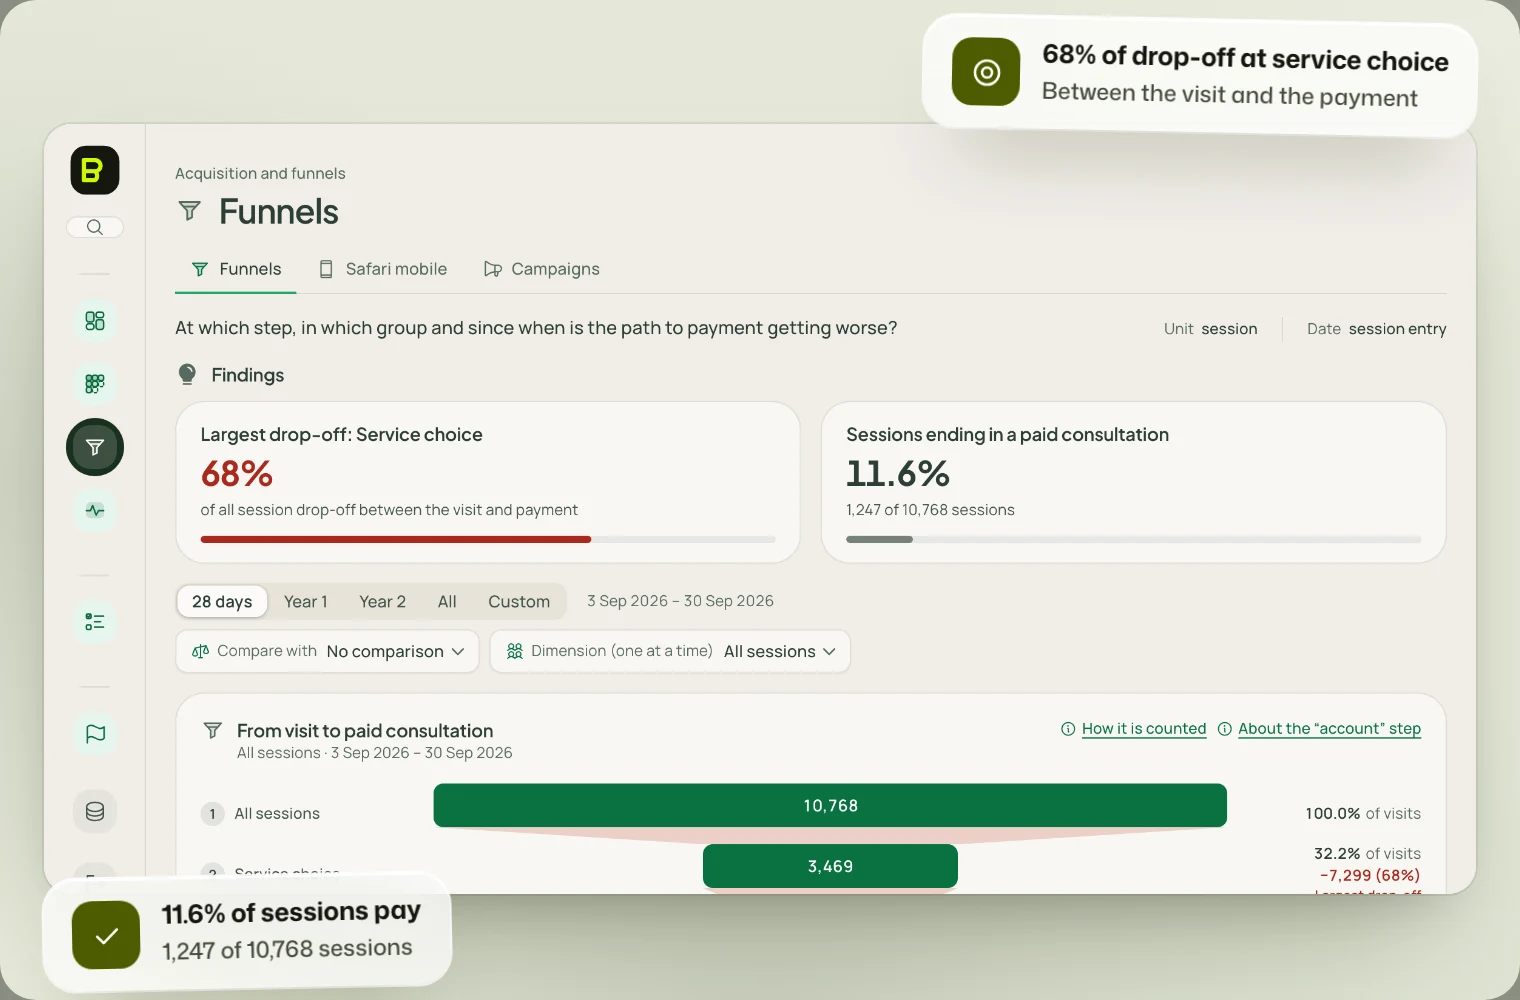 68% of drop-off at service choice
Between the visit and the payment
B
Acquisition and funnels
Funnels
Funnels
Safari mobile
Campaigns
At which step, in which group and since when is the path to payment getting worse?
Unit session
Date session entry
Findings
Largest drop-off: Service choice
68%
of all session drop-off between the visit and payment
Sessions ending in a paid consultation
11.6%
1,247 of 10,768 sessions
28 days
Year 1
Year 2
All
Custom
3 Sep 2026 – 30 Sep 2026
Compare with No comparison
Dimension (one at a time) All sessions
From visit to paid consultation
All sessions · 3 Sep 2026 – 30 Sep 2026
How it is counted
About the “account” step
1 All sessions
10,768
100.0% of visits
2 Service choice
3,469
32.2% of visits
−7,299 (68%)
Largest drop-off
11.6% of sessions pay
1,247 of 10,768 sessions